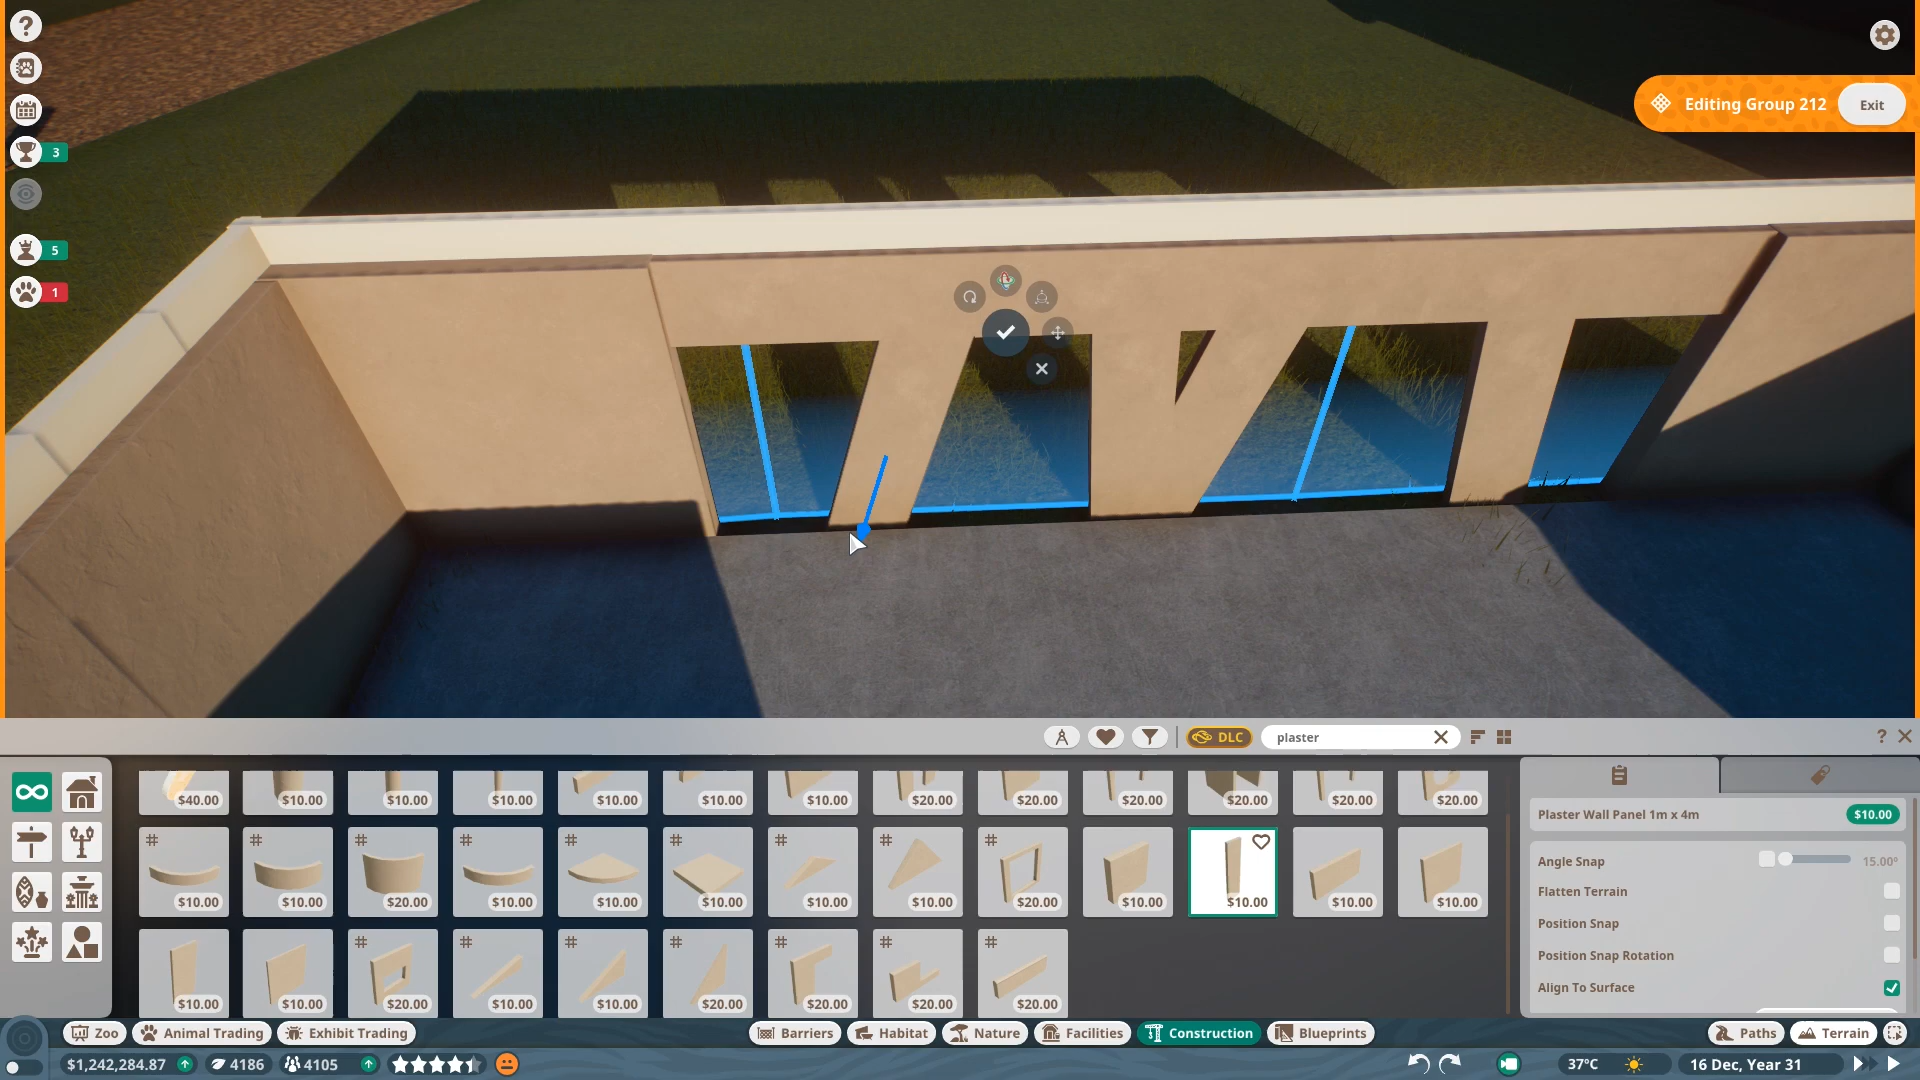 ?
3
Editing Group 212 Exit
5
1
DLC plaster
?
$40.00 $10.00 $10.00 $10.00 $10.00 $10.00 $10.00 $20.00 $20.00 $20.00 $20.00 $20.00 $20.00
$10.00 $10.00 $20.00 $10.00 $10.00 $10.00 $10.00 $10.00 $20.00 $10.00 $10.00 $10.00 $10.00
$10.00 $10.00 $20.00 $10.00 $10.00 $20.00 $20.00 $20.00 $20.00
Plaster Wall Panel 1m x 4m $10.00
Angle Snap 15.00°
Flatten Terrain
Position Snap
Position Snap Rotation
Align To Surface
Zoo Animal Trading Exhibit Trading Barriers Habitat Nature Facilities Construction Blueprints Paths Terrain
$1,242,284.87 4186 4105 37°C 16 Dec, Year 31